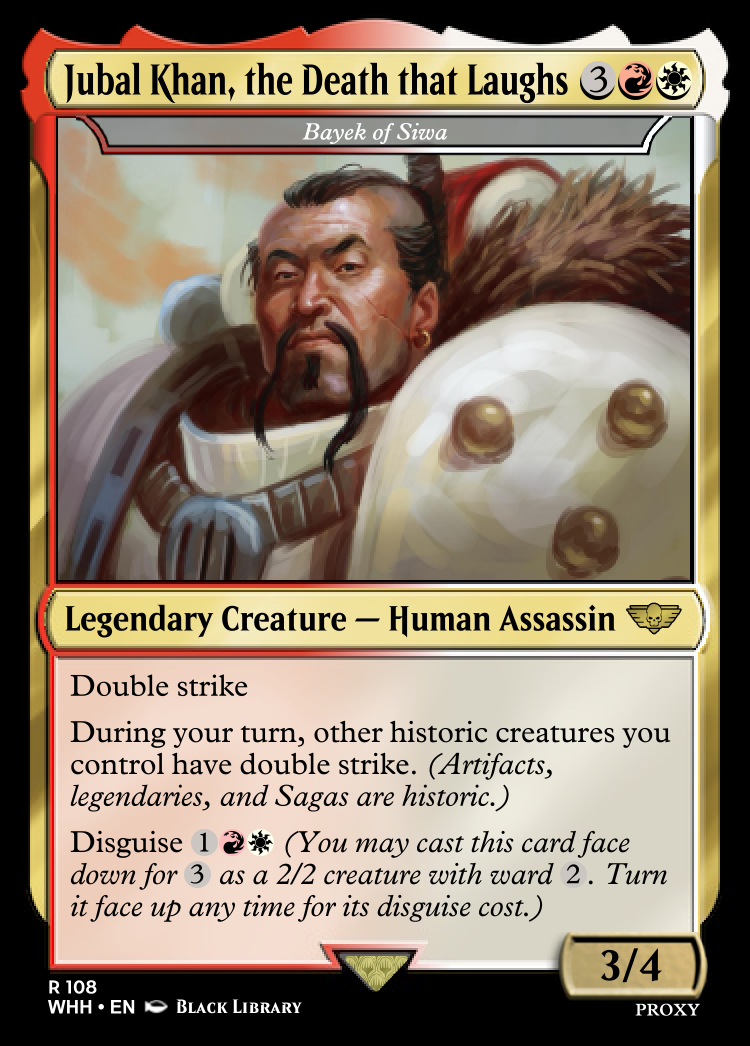 Jubal Khan, the Death that Laughs 3
Bayek of Siwa
Legendary Creature — Human Assassin
Double strike
During your turn, other historic creatures you
control have double strike. (Artifacts,
legendaries, and Sagas are historic.)
Disguise 1 (You may cast this card face
down for 3 as a 2/2 creature with ward 2. Turn
it face up any time for its disguise cost.)
3/4
R 108
WHH • EN BLACK LIBRARY
PROXY